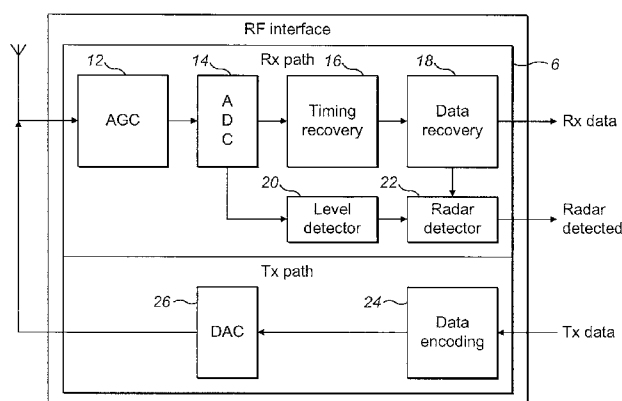 RF interface
Rx path
6
12
14
16
18
AGC
A
D
C
Timing
recovery
Data
recovery
Rx data
20
22
Level
detector
Radar
detector
Radar
detected
Tx path
26
24
DAC
Data
encoding
Tx data